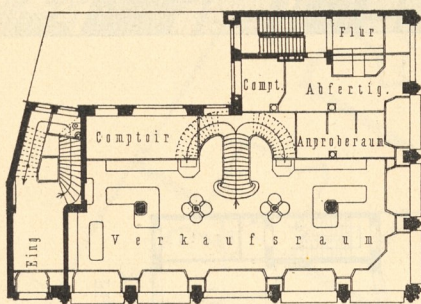 Flur
Compt.
Abfertig.
Comptoir
Anproberaum
Eing
Verkaufsraum